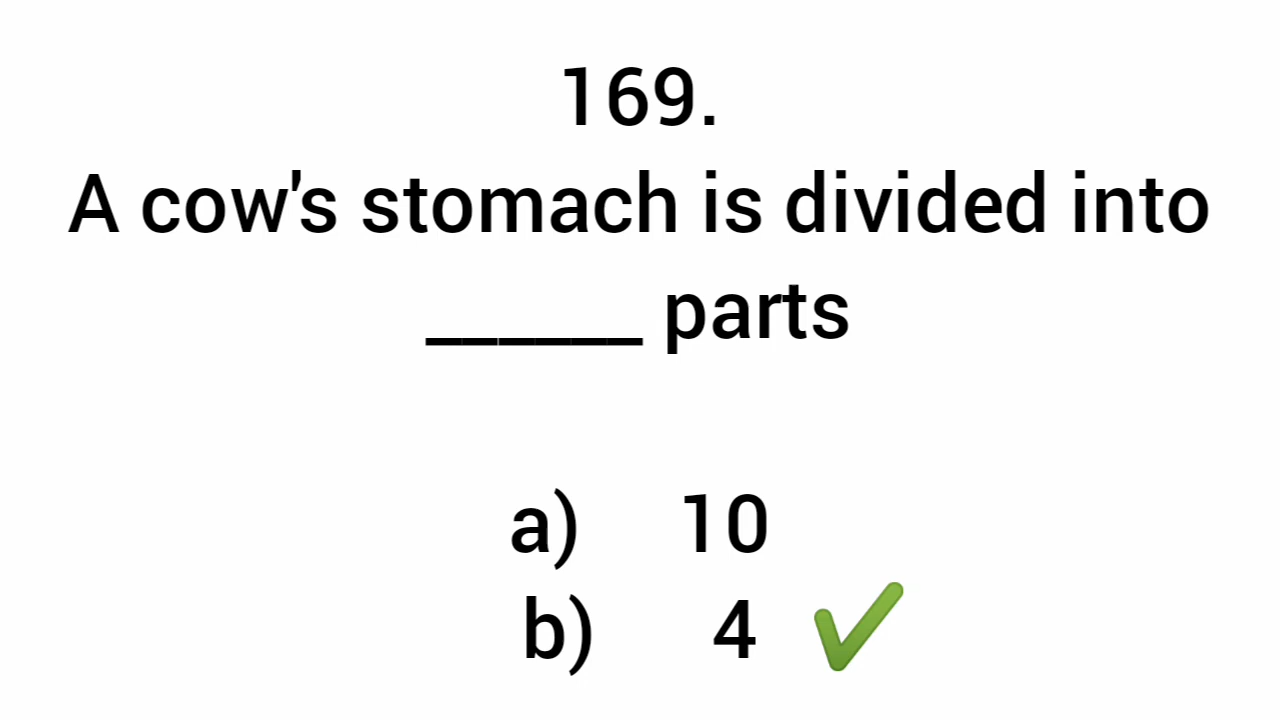 169.
A cow's stomach is divided into
______ parts
a) 10
b) 4 ✔